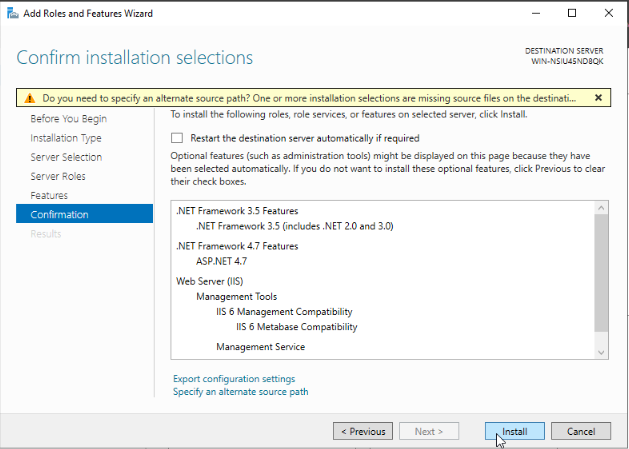 Add Roles and Features Wizard
Confirm installation selections
DESTINATION SERVER
WIN-NSIU45ND8QK
Do you need to specify an alternate source path? One or more installation selections are missing source files on the destinati...
Before You Begin
Installation Type
Server Selection
Server Roles
Features
Confirmation
Results
To install the following roles, role services, or features on selected server, click Install.
Restart the destination server automatically if required
Optional features (such as administration tools) might be displayed on this page because they have
been selected automatically. If you do not want to install these optional features, click Previous to clear
their check boxes.
.NET Framework 3.5 Features
.NET Framework 3.5 (includes .NET 2.0 and 3.0)
.NET Framework 4.7 Features
ASP.NET 4.7
Web Server (IIS)
Management Tools
IIS 6 Management Compatibility
IIS 6 Metabase Compatibility
Management Service
Export configuration settings
Specify an alternate source path
< Previous
Next >
Install
Cancel